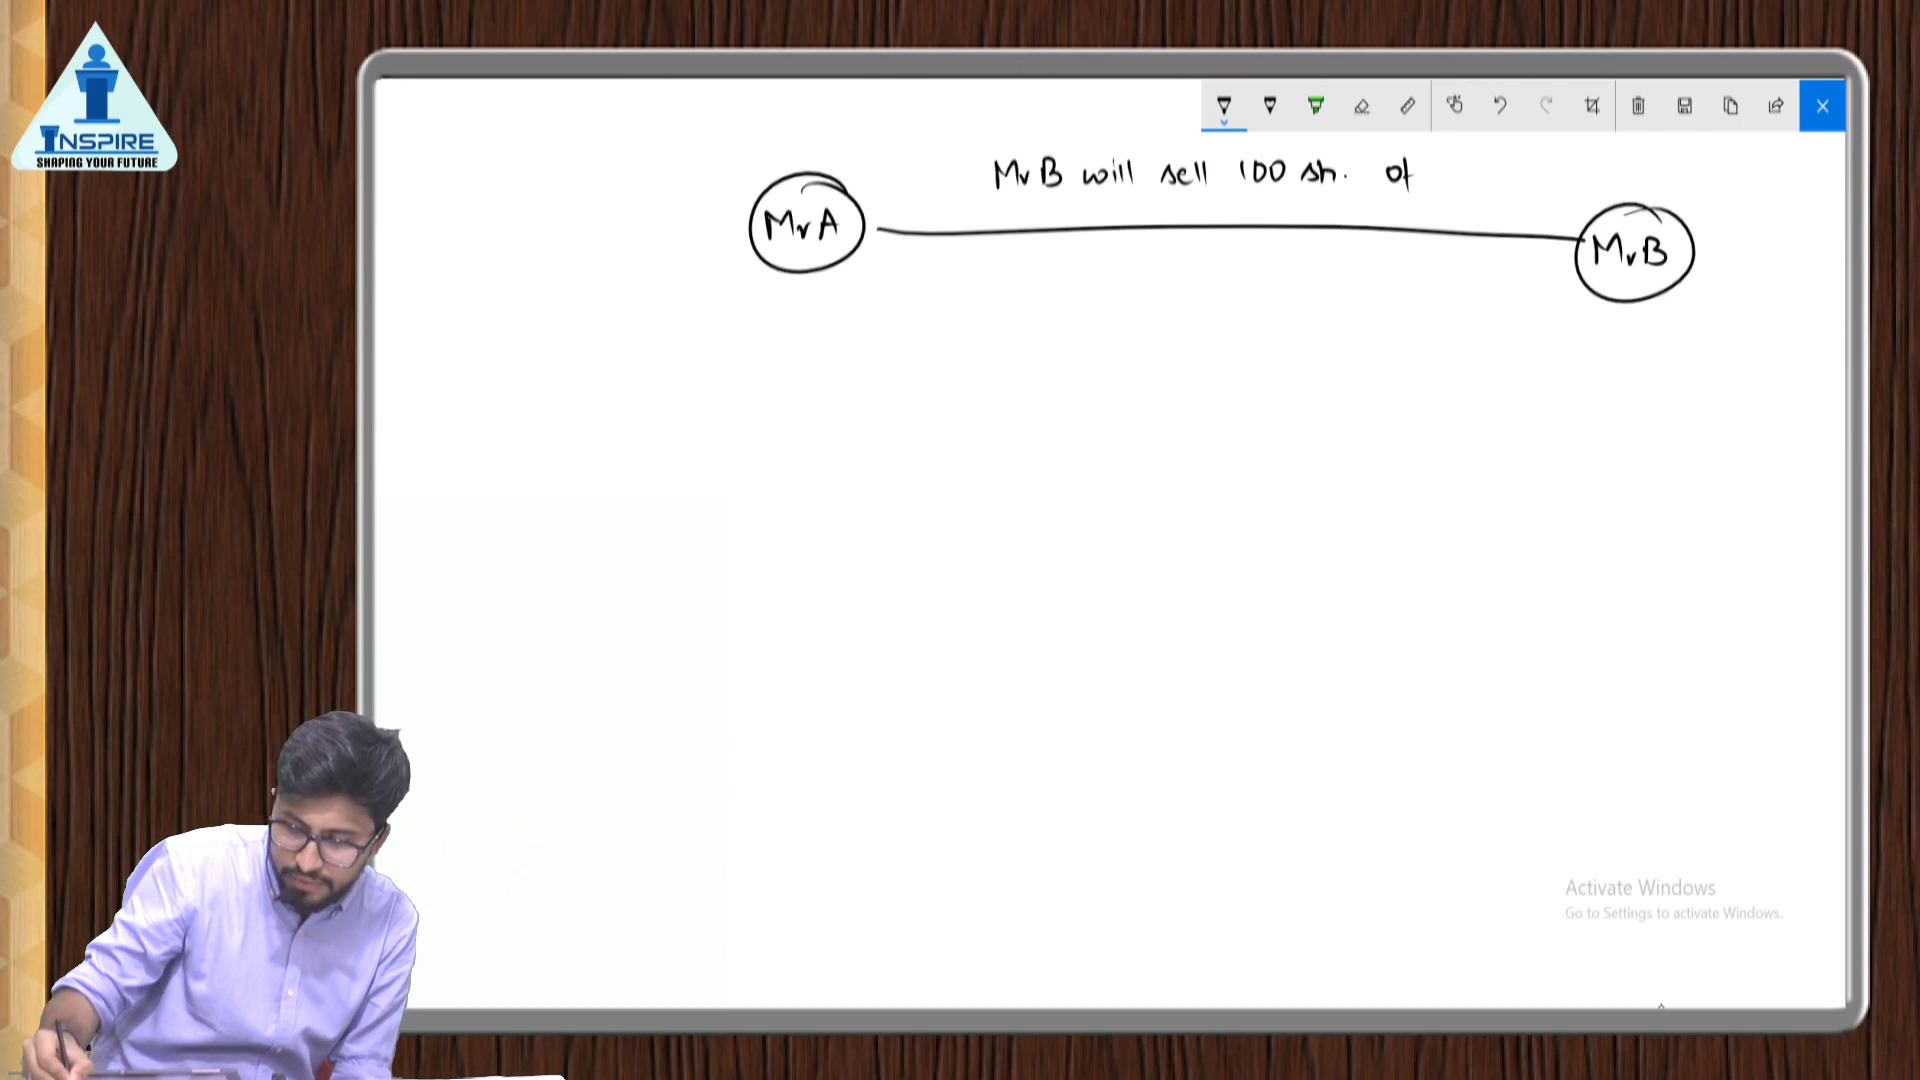 INSPIRE
SHAPING YOUR FUTURE
Mr B will sell 100 sh. of
Mr A
Mr B
Activate Windows
Go to Settings to activate Windows.